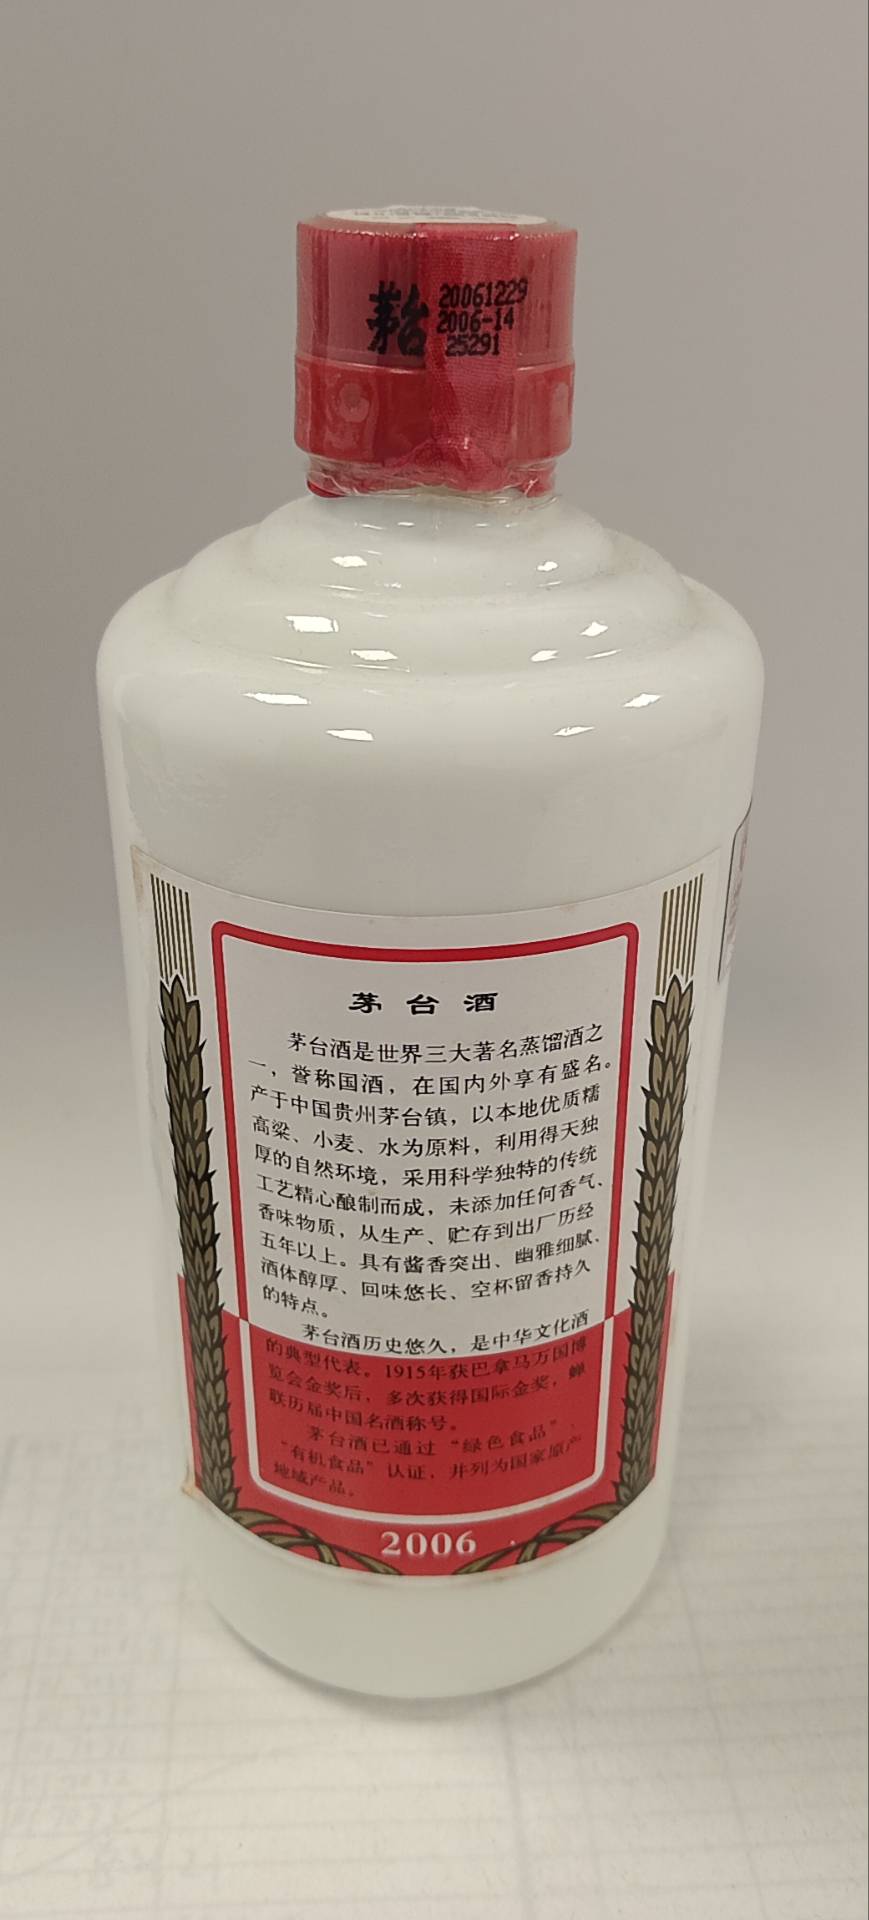 茅台
20061229
2006-14
25291
茅台酒
茅台酒是世界三大著名蒸馏酒之
一，誉称国酒，在国内外享有盛名。
产于中国贵州茅台镇，以本地优质糯
高粱、小麦、水为原料，利用得天独
厚的自然环境，采用科学独特的传统
工艺精心酿制而成，未添加任何香气、
香味物质，从生产、贮存到出厂历经
五年以上。具有酱香突出、幽雅细腻、
酒体醇厚、回味悠长、空杯留香持久
的特点。
茅台酒历史悠久，是中华文化酒
的典型代表。1915年获巴拿马万国博
览会金奖后，多次获得国际金奖，蝉
联历届中国名酒称号。
茅台酒已通过“绿色食品”、
“有机食品”认证，并列为国家原产
地域产品。
2006